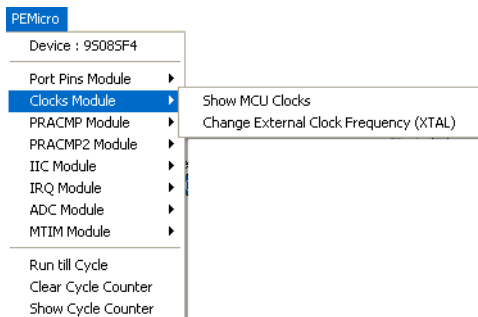 PEMicro
Device : 9S08SF4
Port Pins Module
Clocks Module
Show MCU Clocks
Change External Clock Frequency (XTAL)
PRACMP Module
PRACMP2 Module
IIC Module
IRQ Module
ADC Module
MTIM Module
Run till Cycle
Clear Cycle Counter
Show Cycle Counter